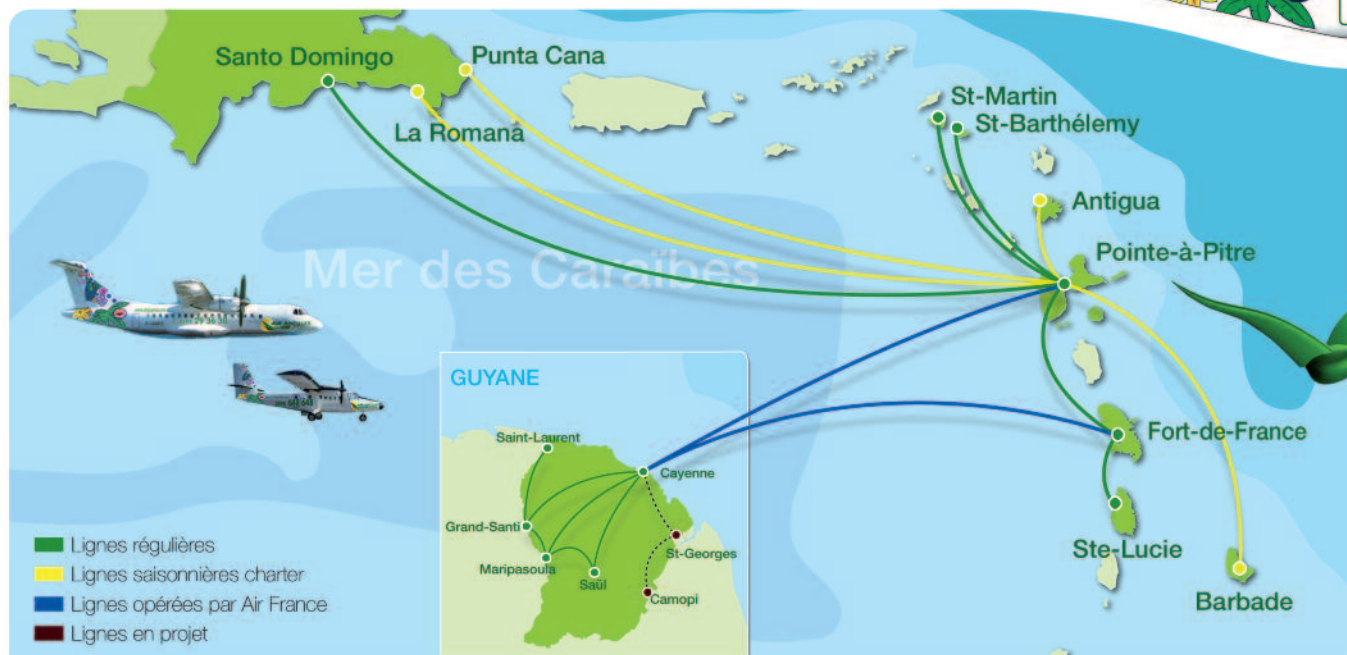 Santo Domingo
Punta Cana
La Romana
St-Martin
St-Barthélemy
Antigua
Pointe-à-Pitre
Mer des Caraïbes
GUYANE
Saint-Laurent
Cayenne
Grand-Santi
St-Georges
Maripasoula
Saül
Camopi
Fort-de-France
Ste-Lucie
Barbade
Lignes régulières
Lignes saisonnières charter
Lignes opérées par Air France
Lignes en projet